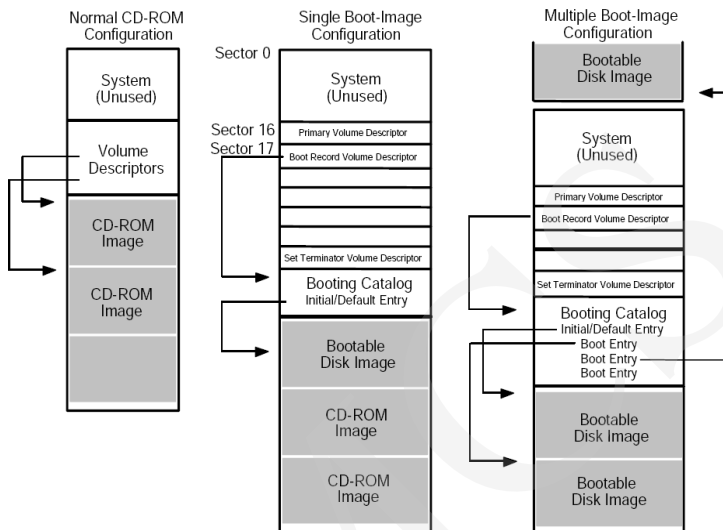 Normal CD-ROM
Configuration
System
(Unused)
Volume
Descriptors
CD-ROM
Image
CD-ROM
Image
Single Boot-Image
Configuration
Sector 0
System
(Unused)
Sector 16
Primary Volume Descriptor
Sector 17
Boot Record Volume Descriptor
Set Terminator Volume Descriptor
Booting Catalog
Initial/Default Entry
Bootable
Disk Image
CD-ROM
Image
CD-ROM
Image
Multiple Boot-Image
Configuration
Bootable
Disk Image
System
(Unused)
Primary Volume Descriptor
Boot Record Volume Descriptor
Set Terminator Volume Descriptor
Booting Catalog
Initial/Default Entry
Boot Entry
Boot Entry
Boot Entry
Bootable
Disk Image
Bootable
Disk Image